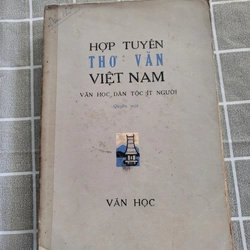 HỢP TUYỂN
THƠ VĂN
VIỆT NAM
VĂN HỌC DÂN TỘC ÍT NGƯỜI
VĂN HỌC